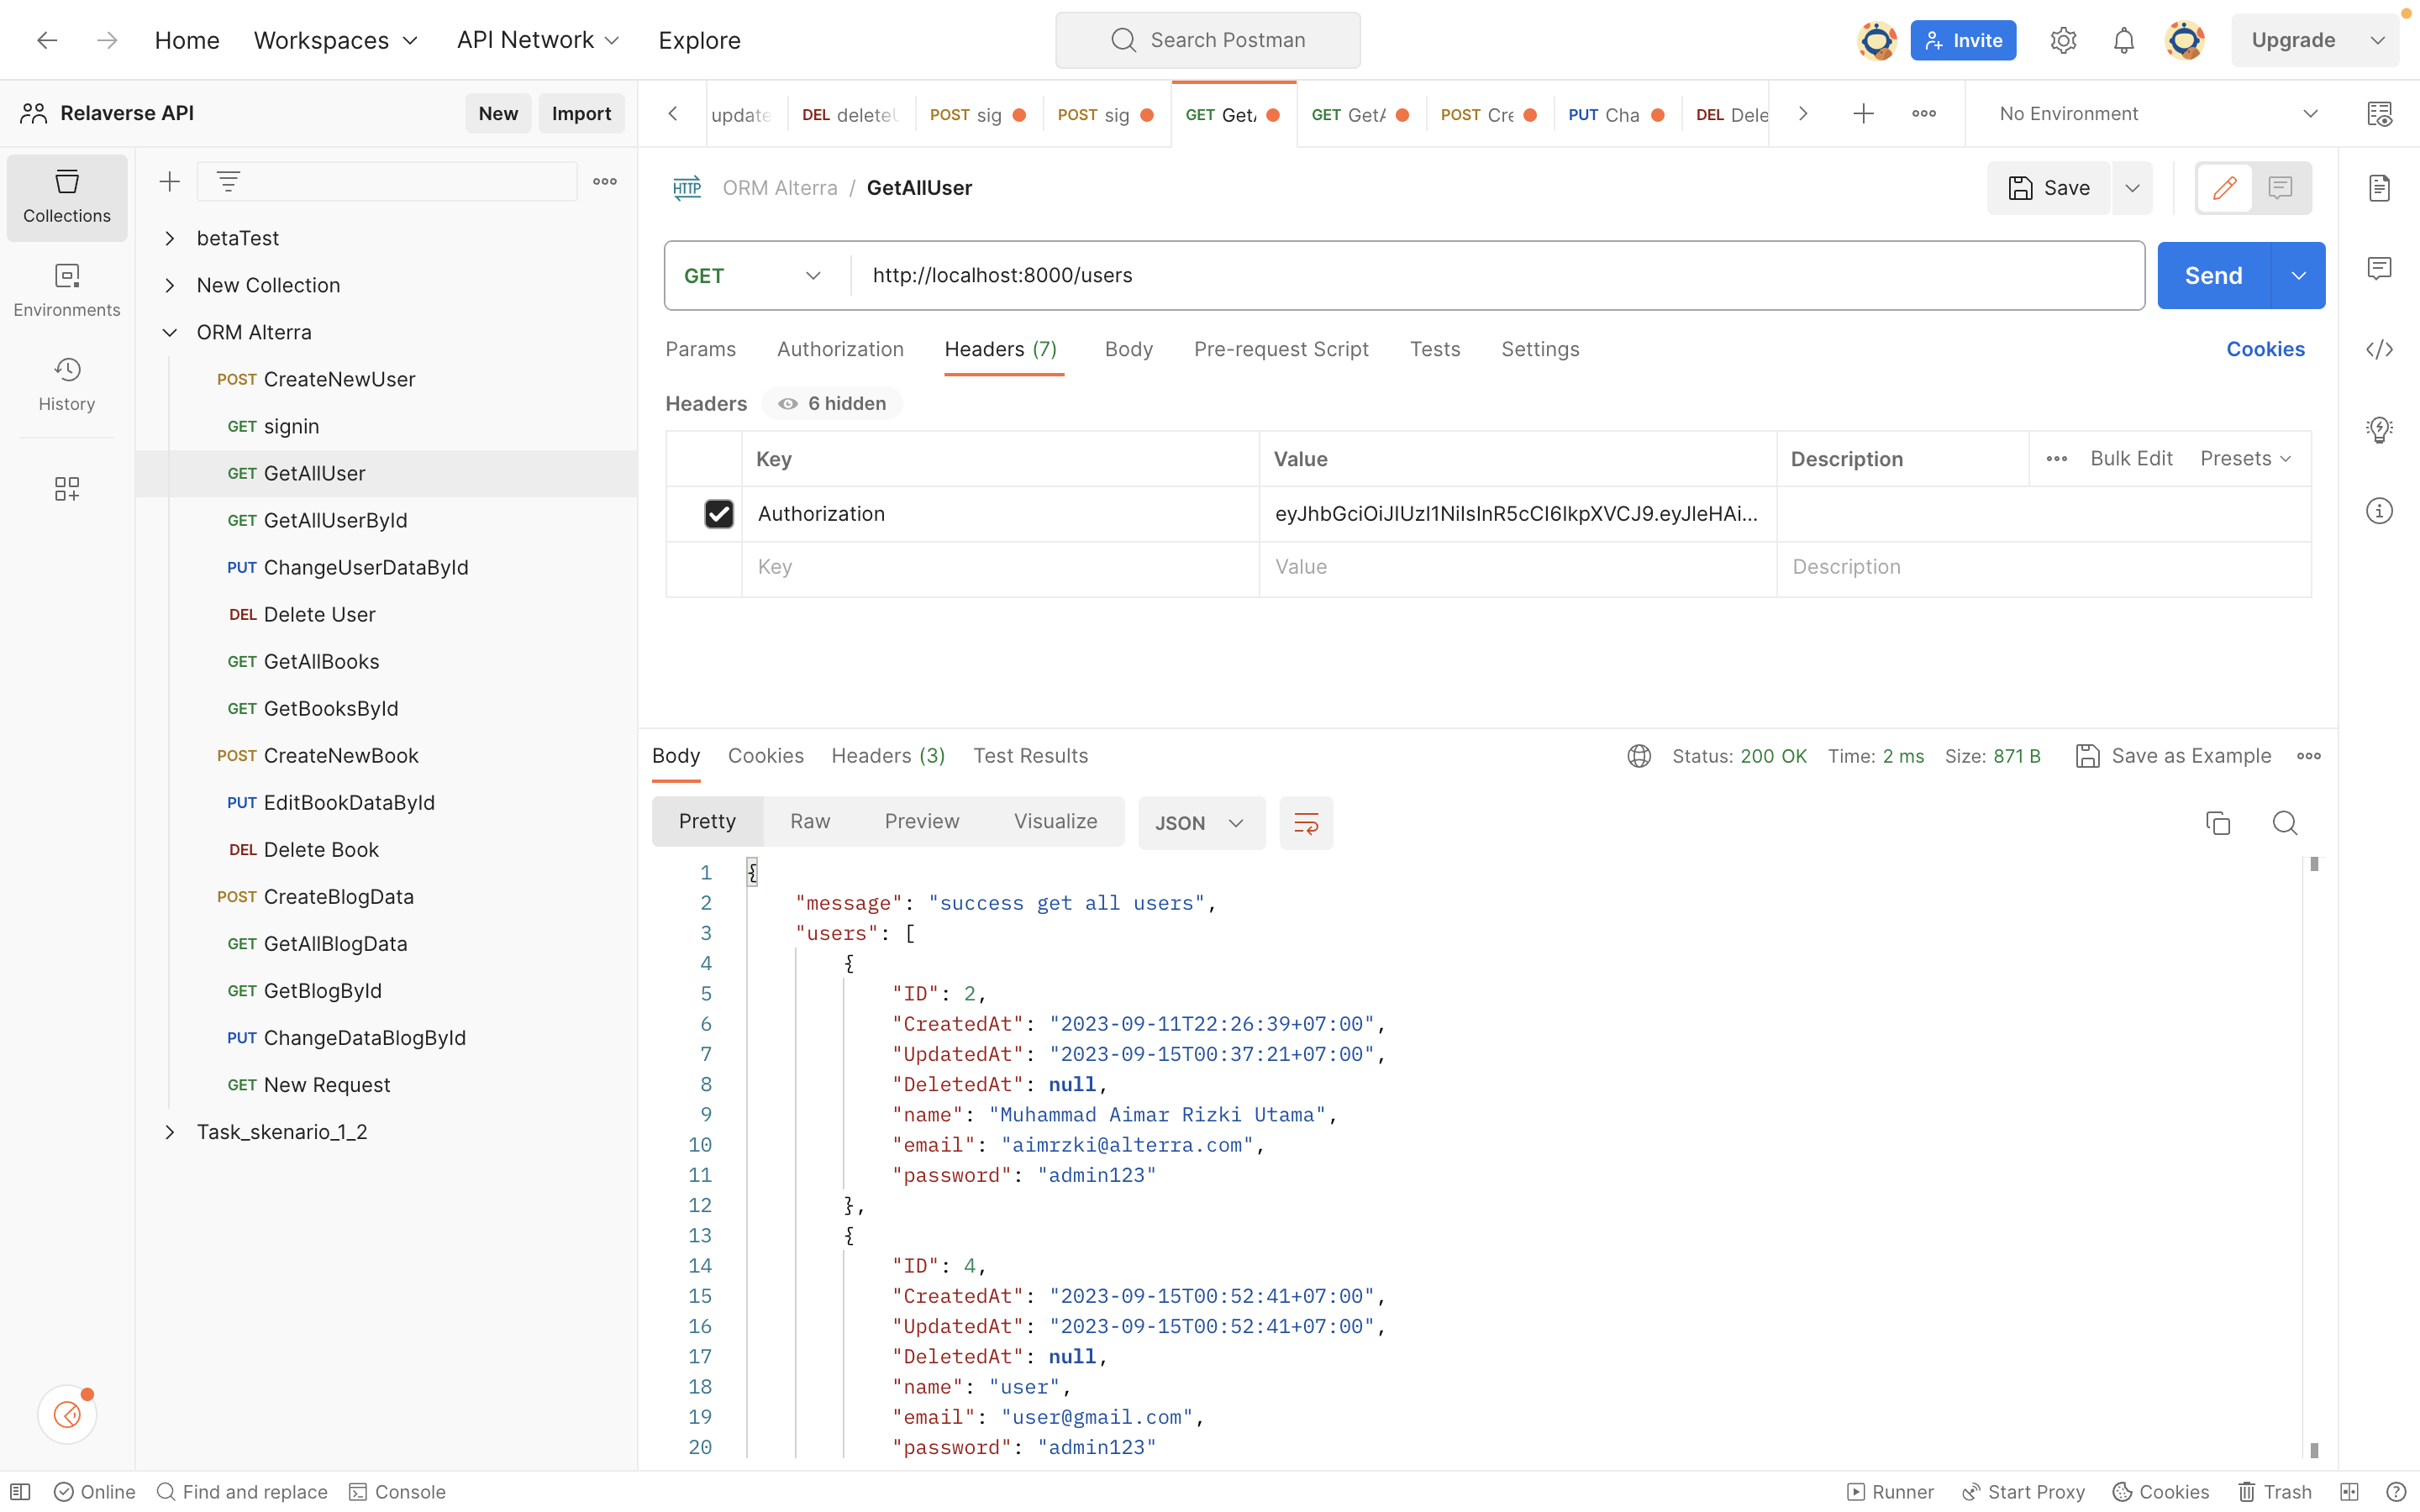 Home Workspaces API Network Explore Search Postman Invite Upgrade
Relaverse API New Import
update DEL deleteU POST sig POST sig GET GetA GET GetA POST Cre PUT Cha DEL Dele No Environment
Collections
Environments
History
betaTest
New Collection
ORM Alterra
POST CreateNewUser
GET signin
GET GetAllUser
GET GetAllUserById
PUT ChangeUserDataById
DEL Delete User
GET GetAllBooks
GET GetBooksById
POST CreateNewBook
PUT EditBookDataById
DEL Delete Book
POST CreateBlogData
GET GetAllBlogData
GET GetBlogById
PUT ChangeDataBlogById
GET New Request
Task_skenario_1_2
HTTP ORM Alterra / GetAllUser Save
GET http://localhost:8000/users Send
Params Authorization Headers (7) Body Pre-request Script Tests Settings Cookies
Headers 6 hidden
Key Value Description Bulk Edit Presets
Authorization eyJhbGciOiJIUzI1NiIsInR5cCI6IkpXVCJ9.eyJleHAi...
Key Value Description
Body Cookies Headers (3) Test Results Status: 200 OK Time: 2 ms Size: 871 B Save as Example
Pretty Raw Preview Visualize JSON
1 {
2 "message": "success get all users",
3 "users": [
4 {
5 "ID": 2,
6 "CreatedAt": "2023-09-11T22:26:39+07:00",
7 "UpdatedAt": "2023-09-15T00:37:21+07:00",
8 "DeletedAt": null,
9 "name": "Muhammad Aimar Rizki Utama",
10 "email": "aimrzki@alterra.com",
11 "password": "admin123"
12 },
13 {
14 "ID": 4,
15 "CreatedAt": "2023-09-15T00:52:41+07:00",
16 "UpdatedAt": "2023-09-15T00:52:41+07:00",
17 "DeletedAt": null,
18 "name": "user",
19 "email": "user@gmail.com",
20 "password": "admin123"
Online Find and replace Console Runner Start Proxy Cookies Trash